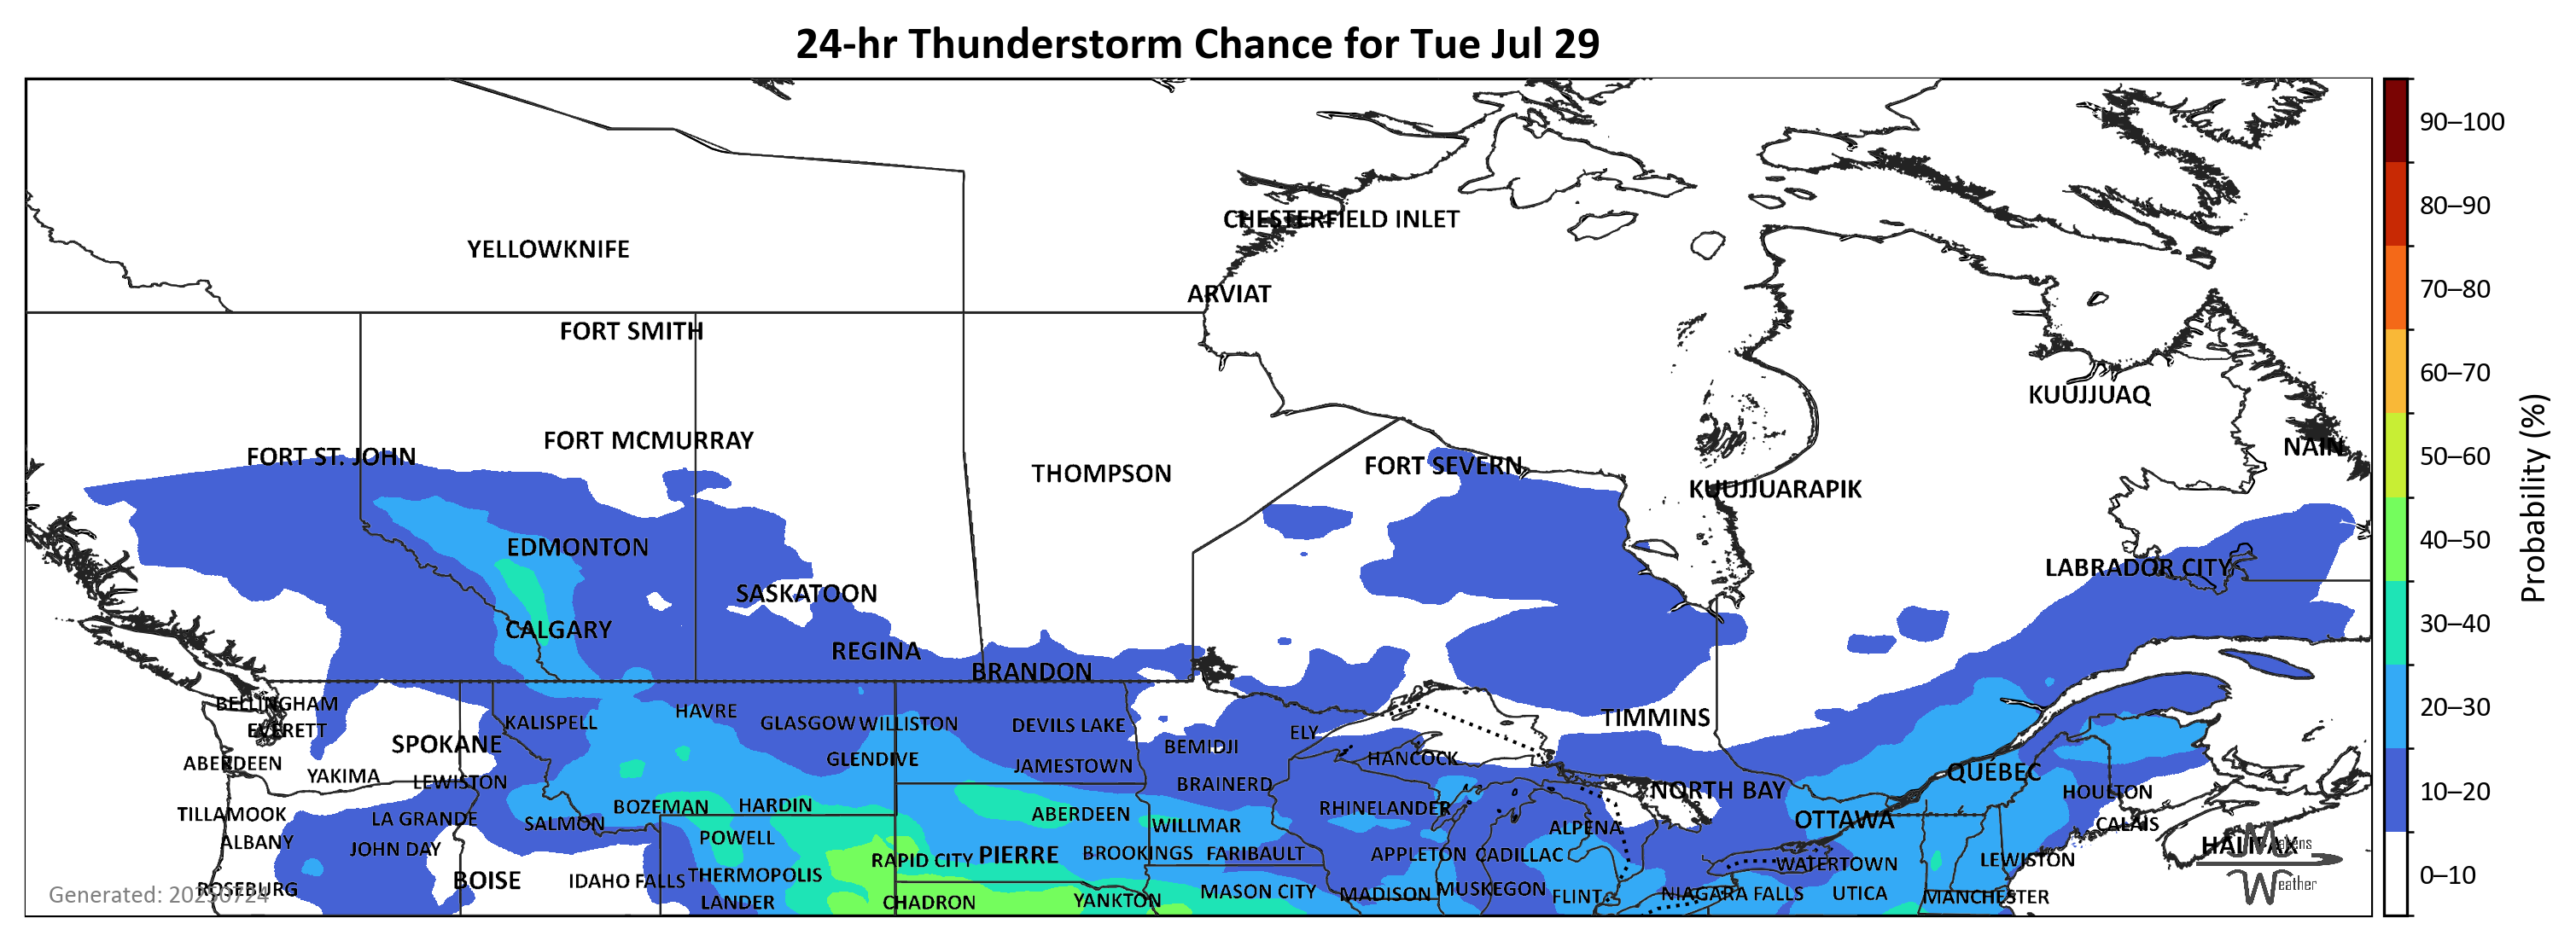 24-hr Thunderstorm Chance for Tue Jul 29
CHESTERFIELD INLET
YELLOWKNIFE
ARVIAT
FORT SMITH
KUUJJUAQ
FORT MCMURRAY
NAIN
FORT ST. JOHN
FORT SEVERN
THOMPSON
KUUJJUARAPIK
EDMONTON
LABRADOR CITY
SASKATOON
CALGARY
REGINA
BRANDON
BELLINGHAM
HAVRE
TIMMINS
KALISPELL
GLASGOW
WILLISTON
DEVILS LAKE
EVERETT
ELY
SPOKANE
BEMIDJI
GLENDIVE
HANCOCK
ABERDEEN
JAMESTOWN
QUÉBEC
YAKIMA
LEWISTON
BRAINERD
NORTH BAY
HOULTON
BOZEMAN
HARDIN
RHINELANDER
TILLAMOOK
LA GRANDE
ABERDEEN
OTTAWA
SALMON
WILLMAR
ALPENA
CALAIS
ALBANY
POWELL
HALIFAX
JOHN DAY
RAPID CITY
PIERRE
BROOKINGS
FARIBAULT
APPLETON
CADILLAC
WATERTOWN
LEWISTON
BOISE
IDAHO FALLS
THERMOPOLIS
ROSEBURG
MASON CITY
MADISON
MUSKEGON
FLINT
NIAGARA FALLS
UTICA
MANCHESTER
LANDER
CHADRON
YANKTON
Generated: 20250724
Weather
90–100
80–90
70–80
60–70
50–60
40–50
30–40
20–30
10–20
0–10
Probability (%)